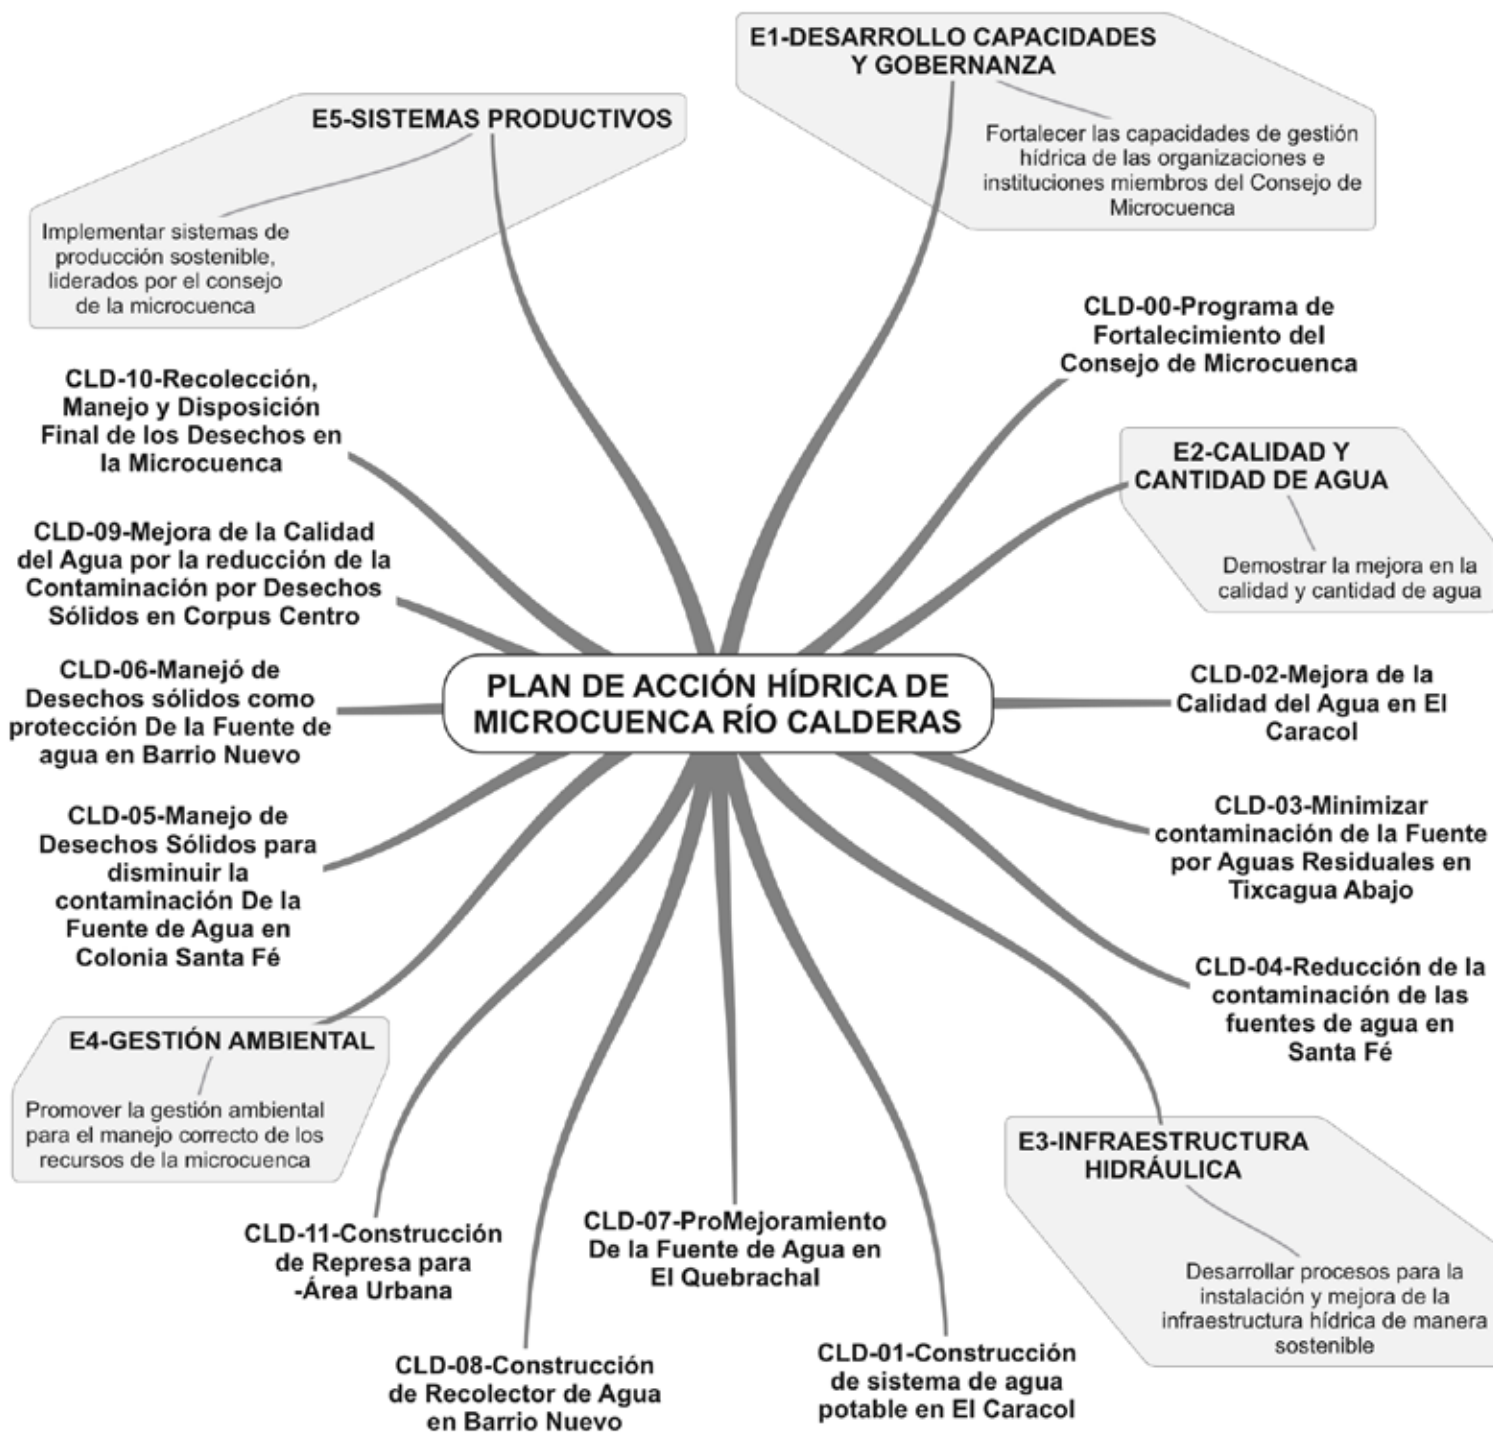 PLAN DE ACCIÓN HÍDRICA DE
MICROCUENCA RÍO CALDERAS
E1-DESARROLLO CAPACIDADES
Y GOBERNANZA
Fortalecer las capacidades de gestión
hídrica de las organizaciones e
instituciones miembros del Consejo de
Microcuenca
CLD-00-Programa de
Fortalecimiento del
Consejo de Microcuenca
E2-CALIDAD Y
CANTIDAD DE AGUA
Demostrar la mejora en la
calidad y cantidad de agua
CLD-02-Mejora de la
Calidad del Agua en El
Caracol
CLD-03-Minimizar
contaminación de la Fuente
por Aguas Residuales en
Tixcagua Abajo
CLD-04-Reducción de la
contaminación de las
fuentes de agua en
Santa Fé
E3-INFRAESTRUCTURA
HIDRÁULICA
Desarrollar procesos para la
instalación y mejora de la
infraestructura hídrica de manera
sostenible
CLD-01-Construcción
de sistema de agua
potable en El Caracol
CLD-07-ProMejoramiento
De la Fuente de Agua en
El Quebrachal
CLD-08-Construcción
de Recolector de Agua
en Barrio Nuevo
CLD-11-Construcción
de Represa para
-Área Urbana
E4-GESTIÓN AMBIENTAL
Promover la gestión ambiental
para el manejo correcto de los
recursos de la microcuenca
CLD-05-Manejo de
Desechos Sólidos para
disminuir la
contaminación De la
Fuente de Agua en
Colonia Santa Fé
CLD-06-Manejó de
Desechos sólidos como
protección De la Fuente de
agua en Barrio Nuevo
CLD-09-Mejora de la Calidad
del Agua por la reducción de la
Contaminación por Desechos
Sólidos en Corpus Centro
CLD-10-Recolección,
Manejo y Disposición
Final de los Desechos en
la Microcuenca
E5-SISTEMAS PRODUCTIVOS
Implementar sistemas de
producción sostenible,
liderados por el consejo
de la microcuenca